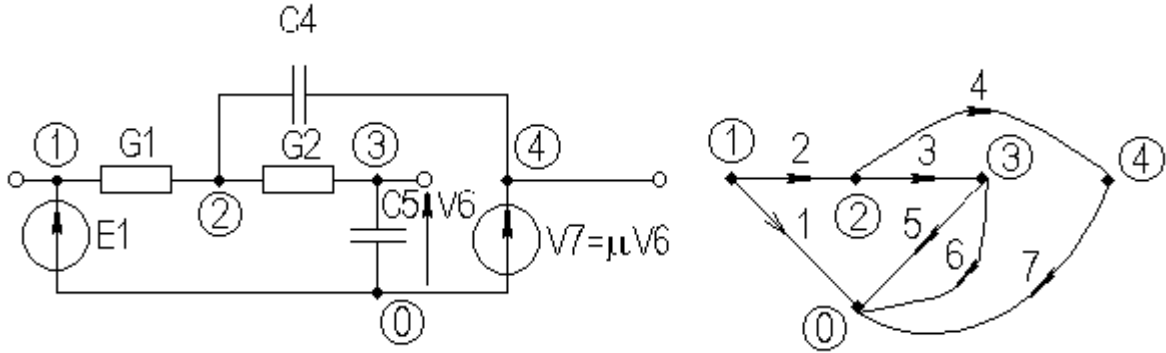 C4
① G1 G2 ③ ④
②
E1 C5 V6 V7=μV6
⓪
4
① 2 3 ③ ④
②
1 5 6 7
⓪